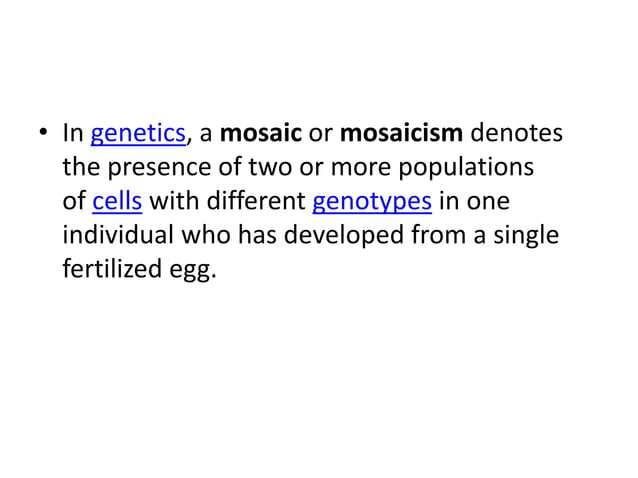 • In genetics, a mosaic or mosaicism denotes
the presence of two or more populations
of cells with different genotypes in one
individual who has developed from a single
fertilized egg.